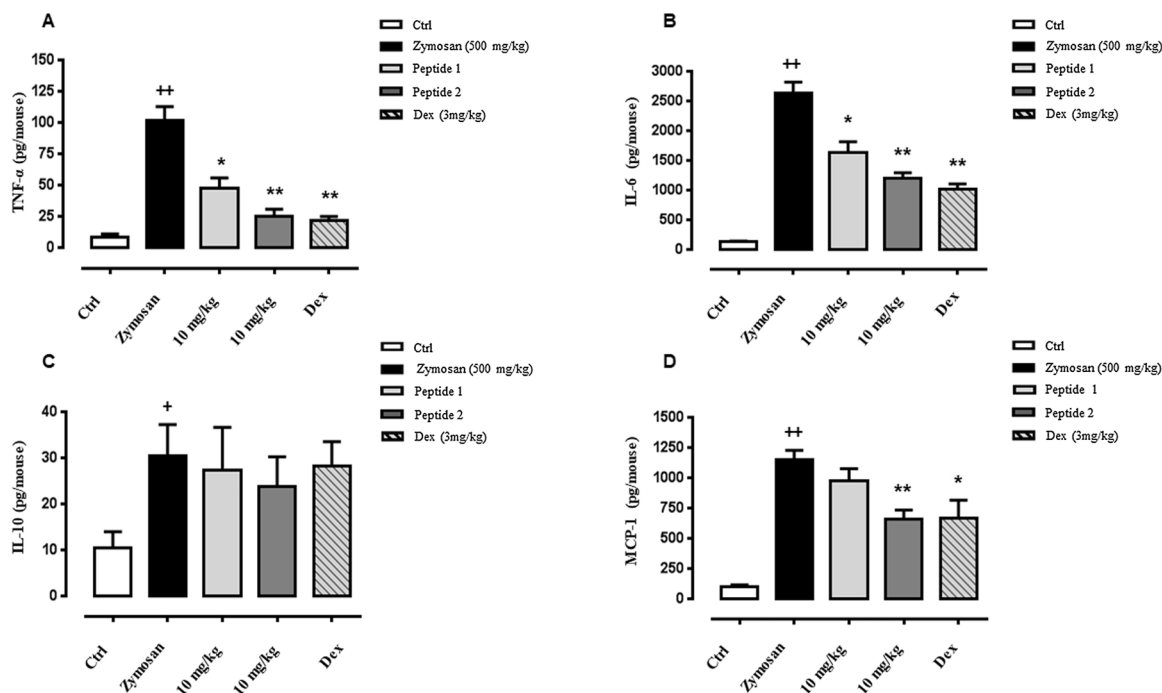 A
Ctrl
Zymosan (500 mg/kg)
Peptide 1
Peptide 2
Dex (3mg/kg)
TNF-α (pg/mouse)
150
125
100
75
50
25
0
++
*
**
**
Ctrl
Zymosan
10 mg/kg
10 mg/kg
Dex
B
Ctrl
Zymosan (500 mg/kg)
Peptide 1
Peptide 2
Dex (3mg/kg)
IL-6 (pg/mouse)
3000
2500
2000
1500
1000
500
0
++
*
**
**
Ctrl
Zymosan
10 mg/kg
10 mg/kg
Dex
C
Ctrl
Zymosan (500 mg/kg)
Peptide 1
Peptide 2
Dex (3mg/kg)
IL-10 (pg/mouse)
40
30
20
10
0
+
Ctrl
Zymosan
10 mg/kg
10 mg/kg
Dex
D
Ctrl
Zymosan (500 mg/kg)
Peptide 1
Peptide 2
Dex (3mg/kg)
MCP-1 (pg/mouse)
1500
1250
1000
750
500
250
0
++
**
*
Ctrl
Zymosan
10 mg/kg
10 mg/kg
Dex